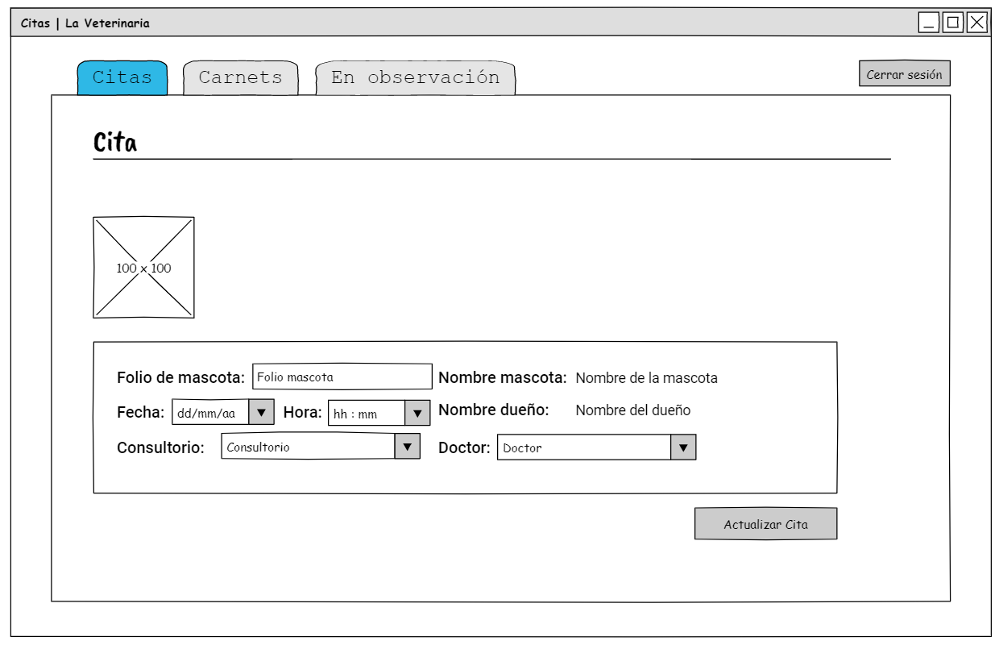 Citas | La Veterinaria
Citas Carnets En observación Cerrar sesión
Cita
100 x 100
Folio de mascota: Folio mascota Nombre mascota: Nombre de la mascota
Fecha: dd/mm/aa Hora: hh : mm Nombre dueño: Nombre del dueño
Consultorio: Consultorio Doctor: Doctor
Actualizar Cita